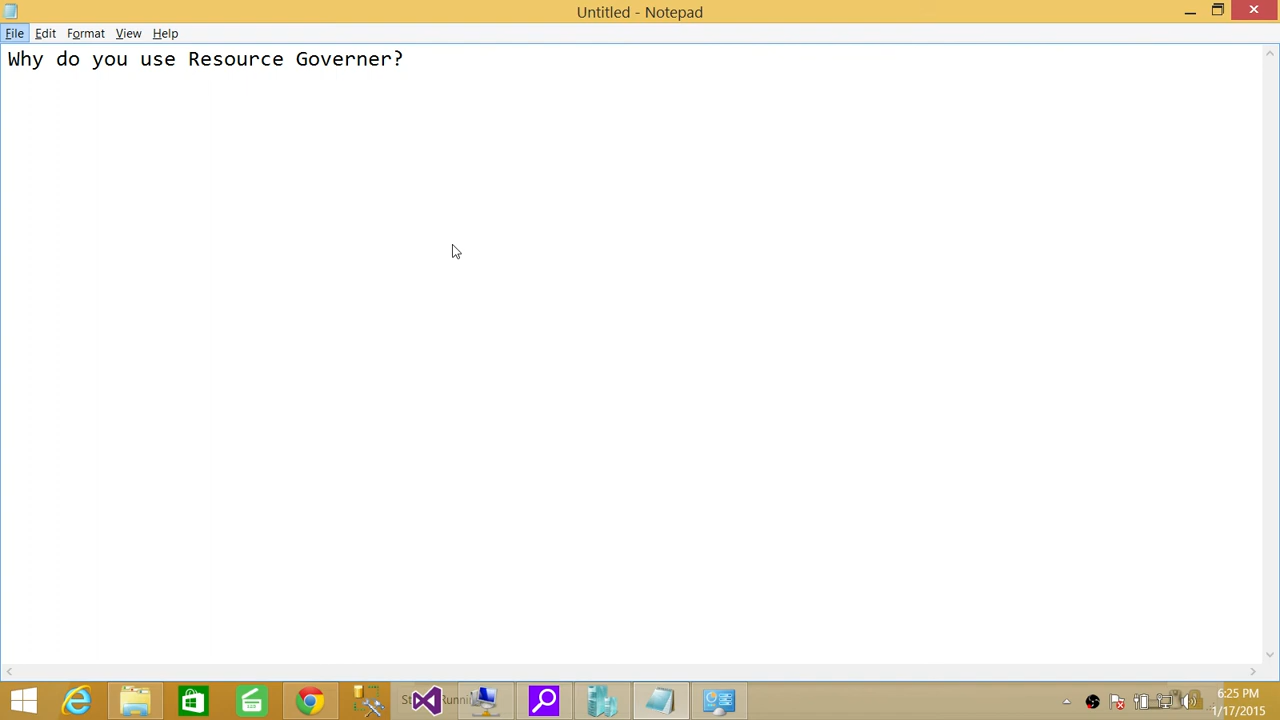 Untitled - Notepad
File Edit Format View Help
Why do you use Resource Governer?
6:25 PM
1/17/2015